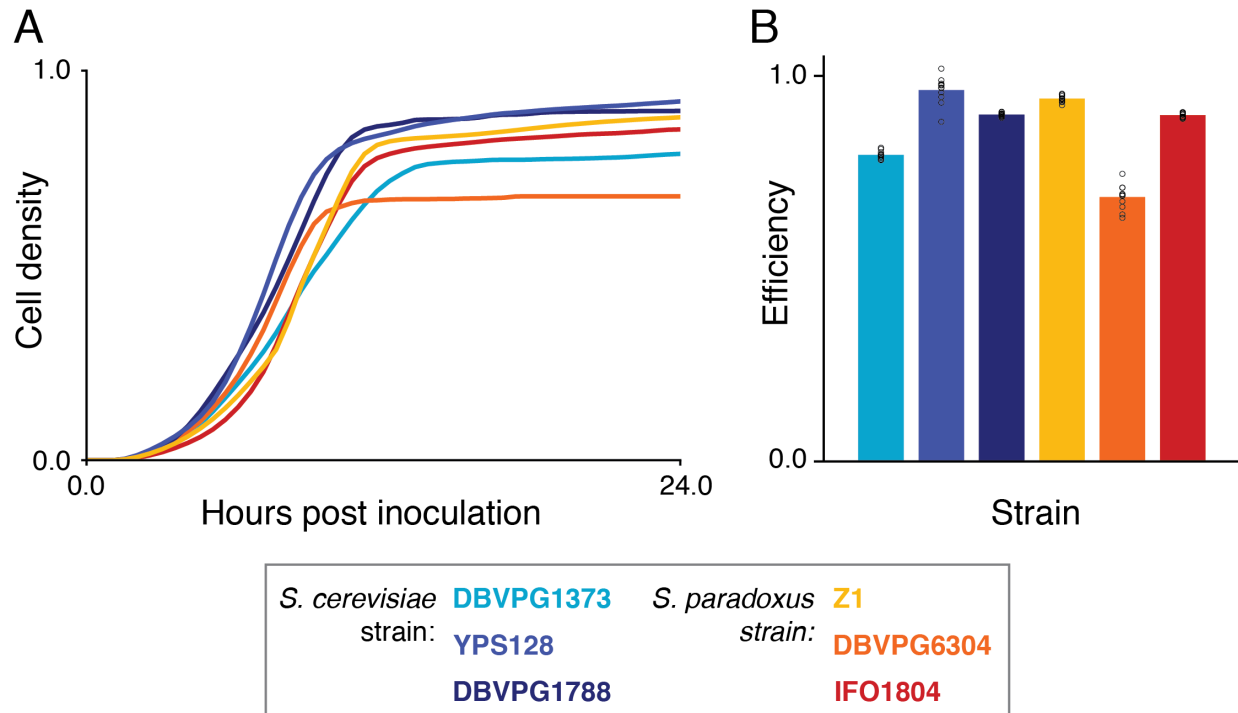 A
B
1.0
Cell density
0.0
0.0
24.0
Hours post inoculation
1.0
Efficiency
0.0
Strain
S. cerevisiae strain:
DBVPG1373
YPS128
DBVPG1788
S. paradoxus strain:
Z1
DBVPG6304
IFO1804